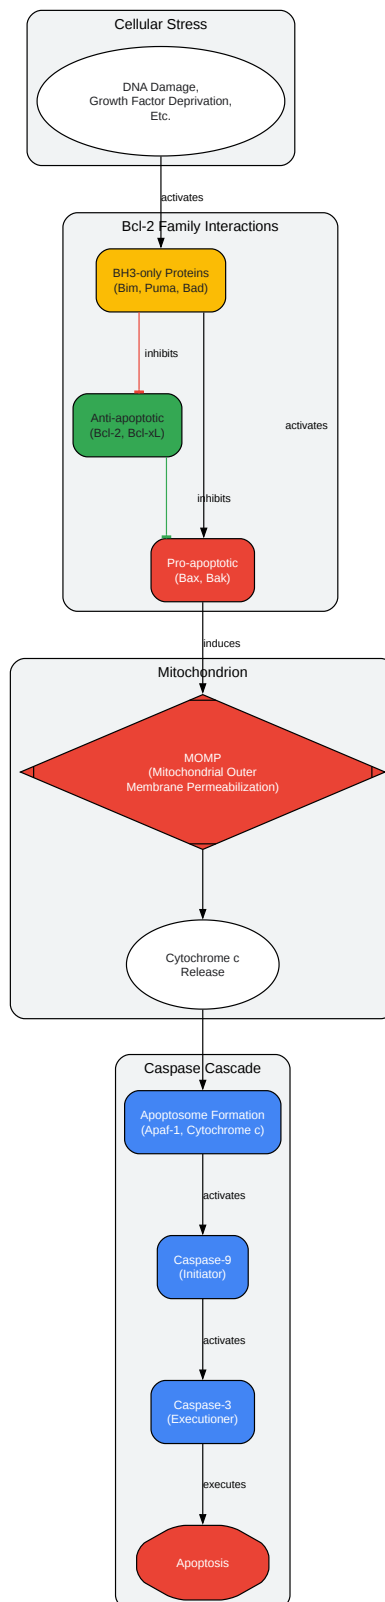 Cellular Stress
DNA Damage,
Growth Factor Deprivation,
Etc.
activates
Bcl-2 Family Interactions
BH3-only Proteins
(Bim, Puma, Bad)
inhibits
Anti-apoptotic
(Bcl-2, Bcl-xL)
activates
inhibits
Pro-apoptotic
(Bax, Bak)
induces
Mitochondrion
MOMP
(Mitochondrial Outer
Membrane Permeabilization)
Cytochrome c
Release
Caspase Cascade
Apoptosome Formation
(Apaf-1, Cytochrome c)
activates
Caspase-9
(Initiator)
activates
Caspase-3
(Executioner)
executes
Apoptosis